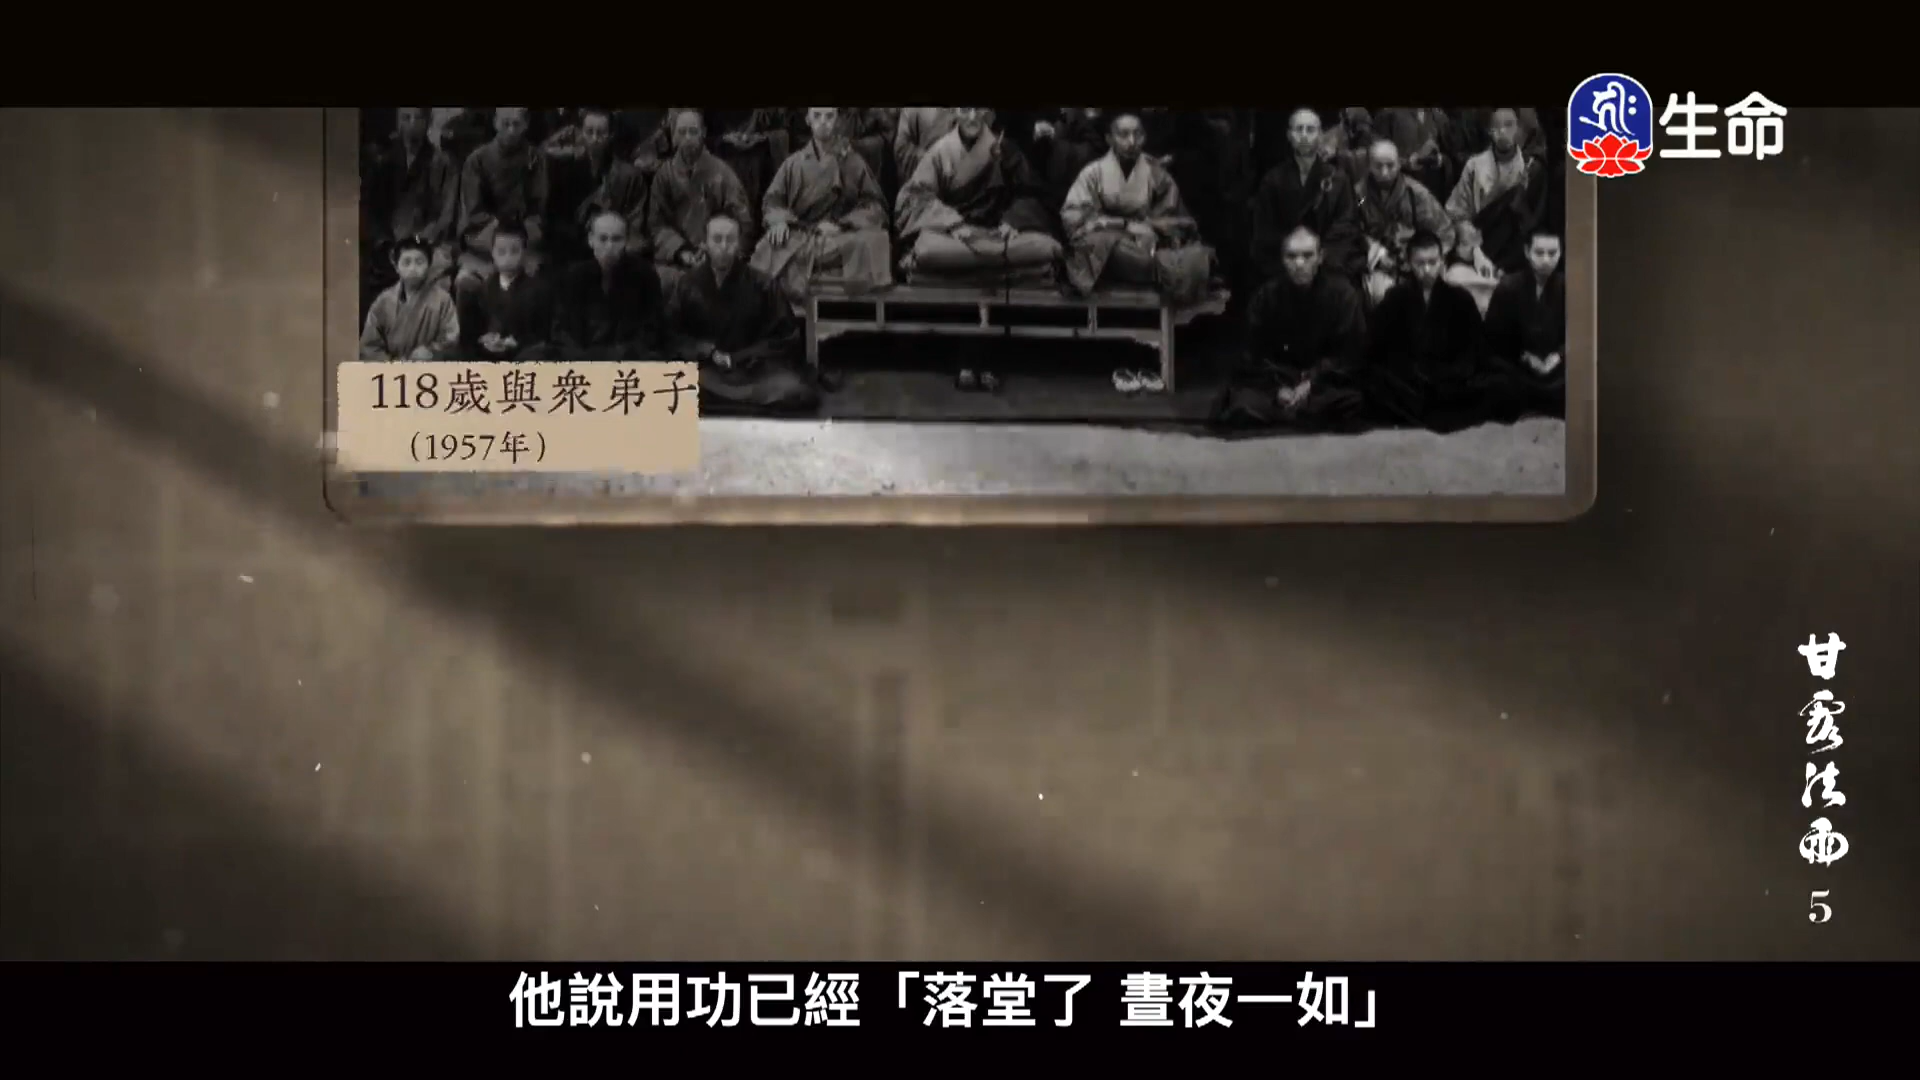 生命
118歲與衆弟子
(1957年)
甘露法雨
5
他說用功已經「落堂了 晝夜一如」